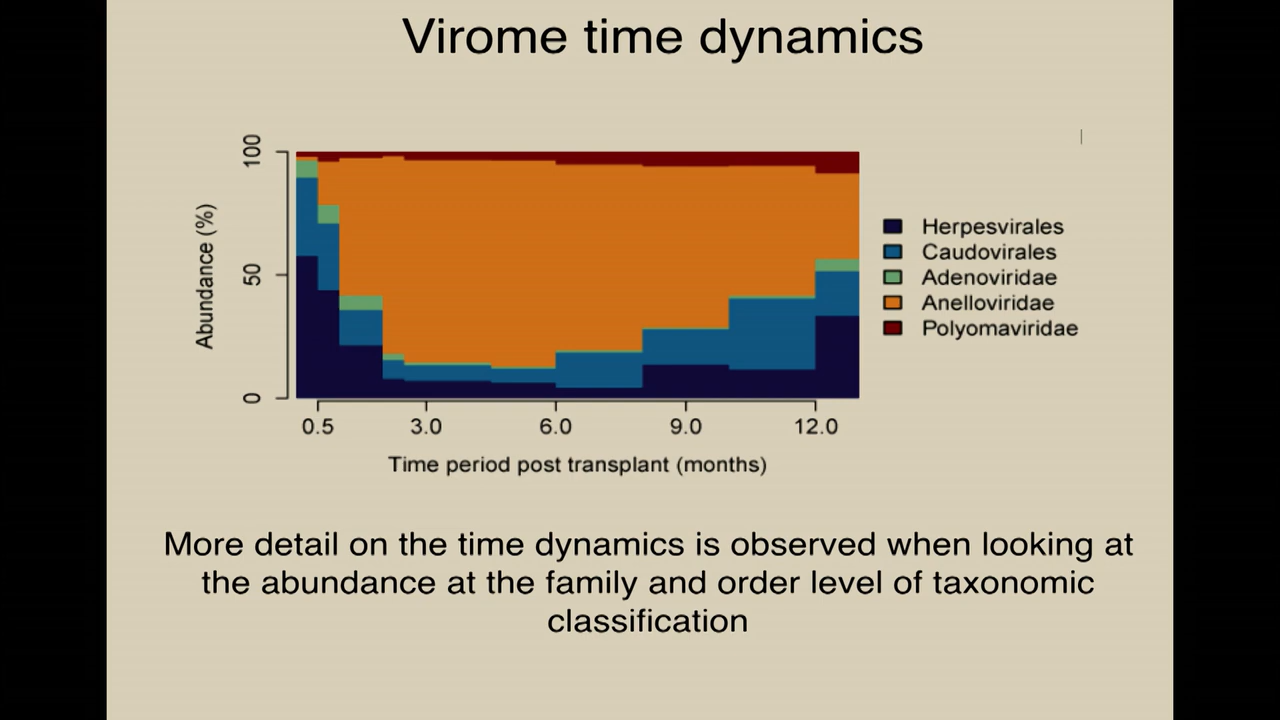 Virome time dynamics
100
50
0
Abundance (%)
0.5 3.0 6.0 9.0 12.0
Time period post transplant (months)
Herpesvirales
Caudovirales
Adenoviridae
Anelloviridae
Polyomaviridae
More detail on the time dynamics is observed when looking at
the abundance at the family and order level of taxonomic
classification